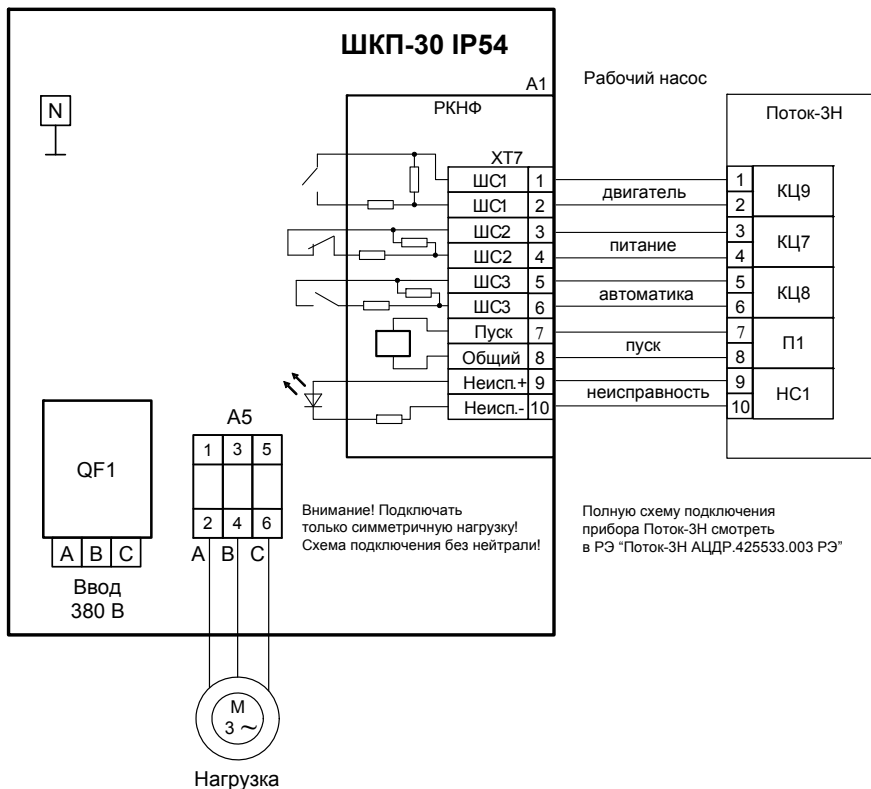 ШКП-30 IP54
A1
Рабочий насос
N
РКНФ
Поток-3Н
XT7
ШС1 1
двигатель
1
КЦ9
ШС1 2
2
ШС2 3
питание
3
КЦ7
ШС2 4
4
ШС3 5
автоматика
5
КЦ8
ШС3 6
6
Пуск 7
пуск
7
П1
Общий 8
8
Неисп.+ 9
неисправность
9
НС1
Неисп.- 10
10
A5
QF1
1 3 5
2 4 6
A B C
A B C
Ввод
380 В
Внимание! Подключать
только симметричную нагрузку!
Схема подключения без нейтрали!
Полную схему подключения
прибора Поток-3Н смотреть
в РЭ “Поток-3Н АЦДР.425533.003 РЭ”
M
3 ~
Нагрузка